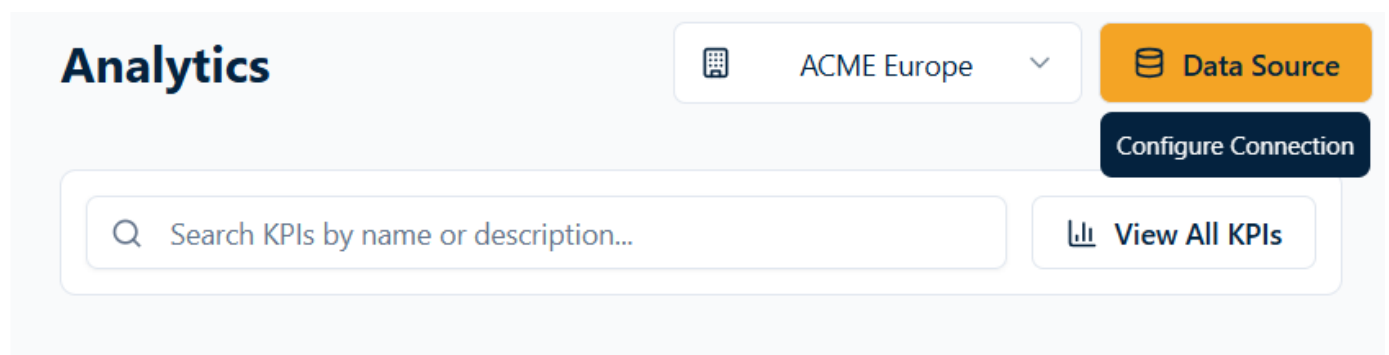 Analytics
ACME Europe
Data Source
Configure Connection
Search KPIs by name or description...
View All KPIs